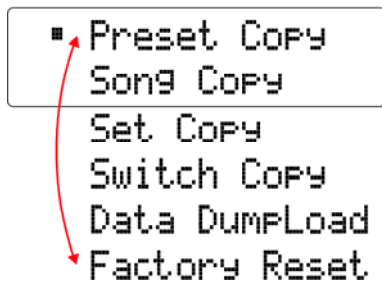 Preset Copy
Song Copy
Set Copy
Switch Copy
Data DumpLoad
Factory Reset